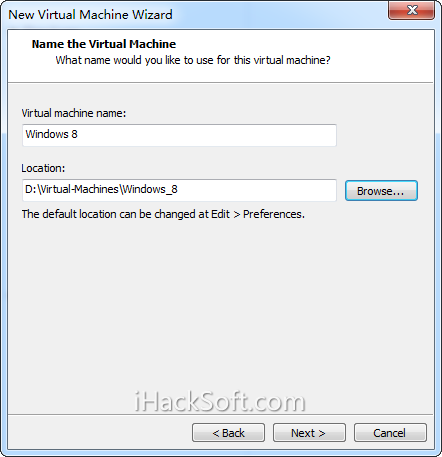 New Virtual Machine Wizard
Name the Virtual Machine
What name would you like to use for this virtual machine?
Virtual machine name:
Windows 8
Location:
D:\Virtual-Machines\Windows_8
Browse...
The default location can be changed at Edit > Preferences.
iHackSoft.com
< Back
Next >
Cancel